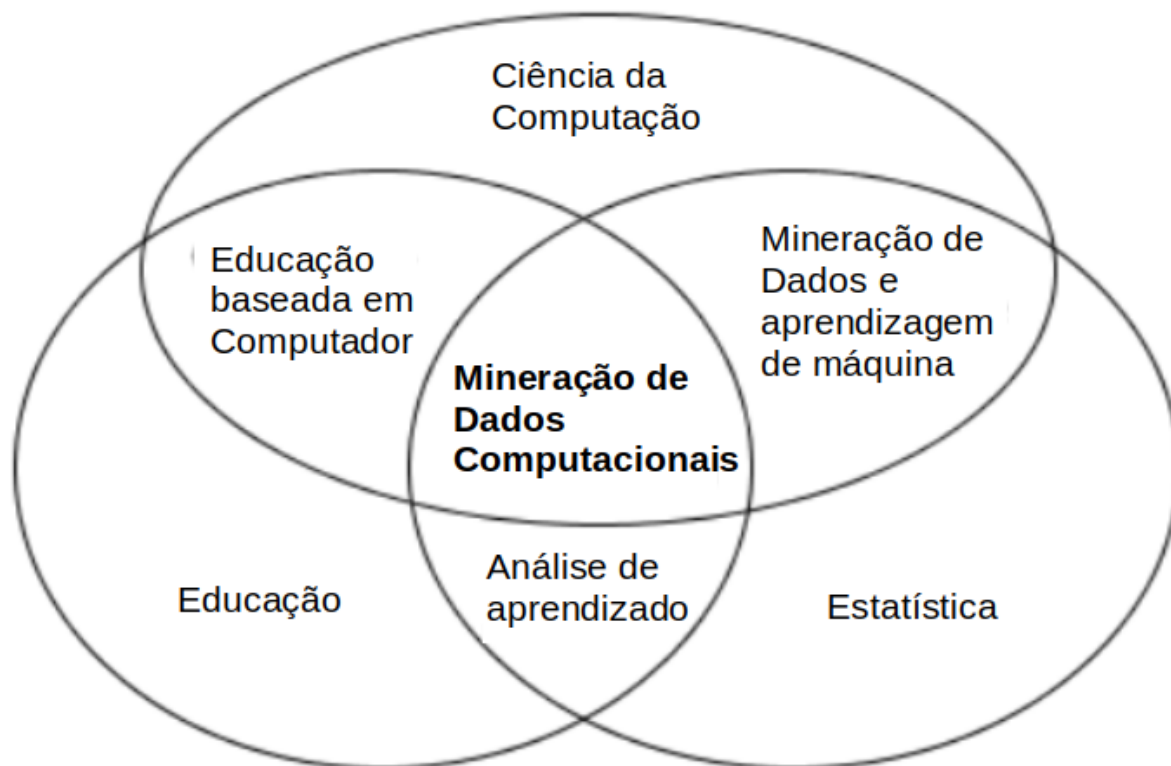 Ciência da
Computação
Educação
baseada em
Computador
Mineração de
Dados e
aprendizagem
de máquina
Mineração de
Dados
Computacionais
Educação
Análise de
aprendizado
Estatística